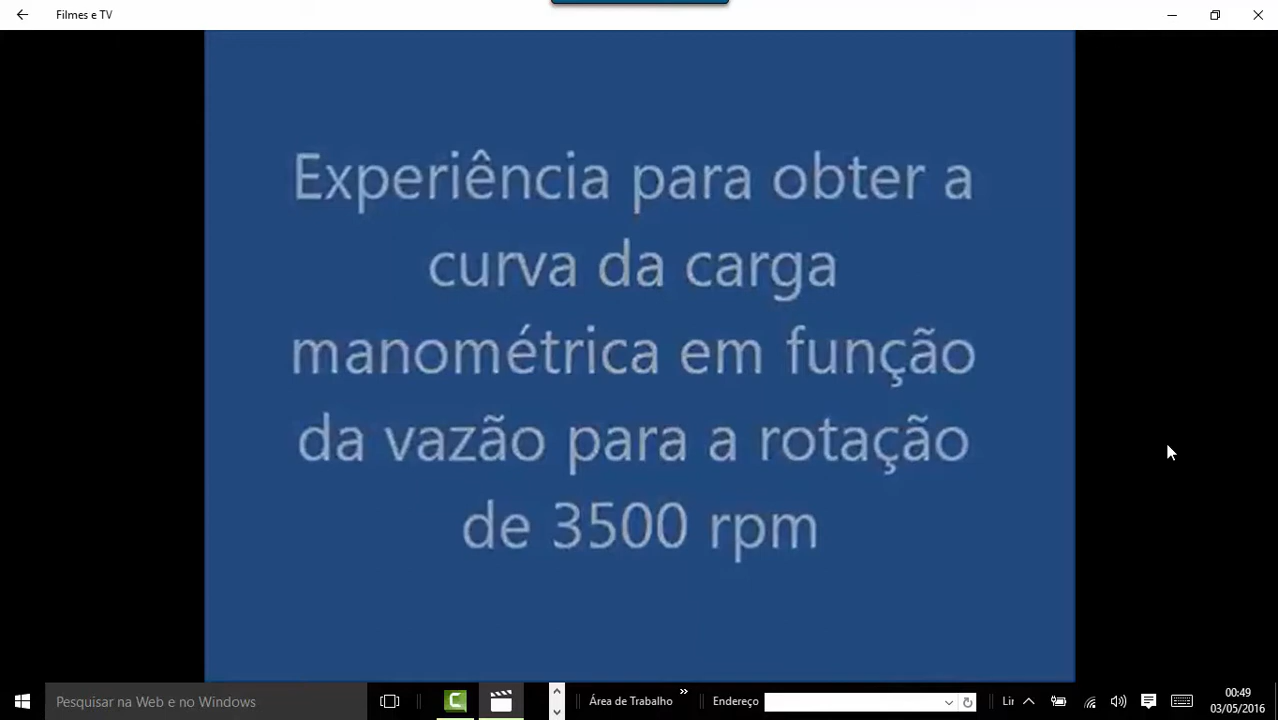 Filmes e TV
Experiência para obter a
curva da carga
manométrica em função
da vazão para a rotação
de 3500 rpm
Pesquisar na Web e no Windows
Área de Trabalho
»
Endereço
Lir
00:49
03/05/2016